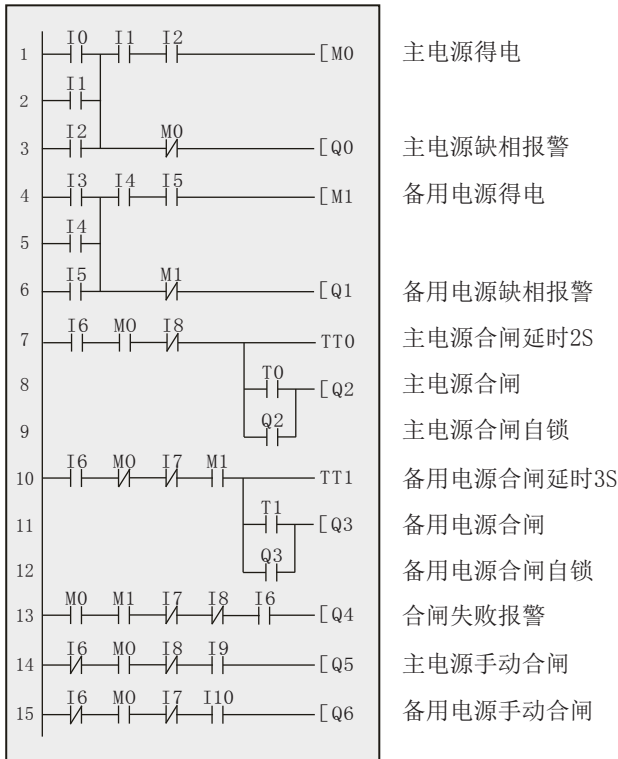 I0 I1 I2
1 [M0 主电源得电
I1
2
I2 M0
3 [Q0 主电源缺相报警
I3 I4 I5
4 [M1 备用电源得电
I4
5
I5 M1
6 [Q1 备用电源缺相报警
I6 M0 I8
7 TT0 主电源合闸延时2S
T0
8 [Q2 主电源合闸
Q2
9 主电源合闸自锁
I6 M0 I7 M1
10 TT1 备用电源合闸延时3S
T1
11 [Q3 备用电源合闸
Q3
12 备用电源合闸自锁
M0 M1 I7 I8 I6
13 [Q4 合闸失败报警
I6 M0 I8 I9
14 [Q5 主电源手动合闸
I6 M0 I7 I10
15 [Q6 备用电源手动合闸